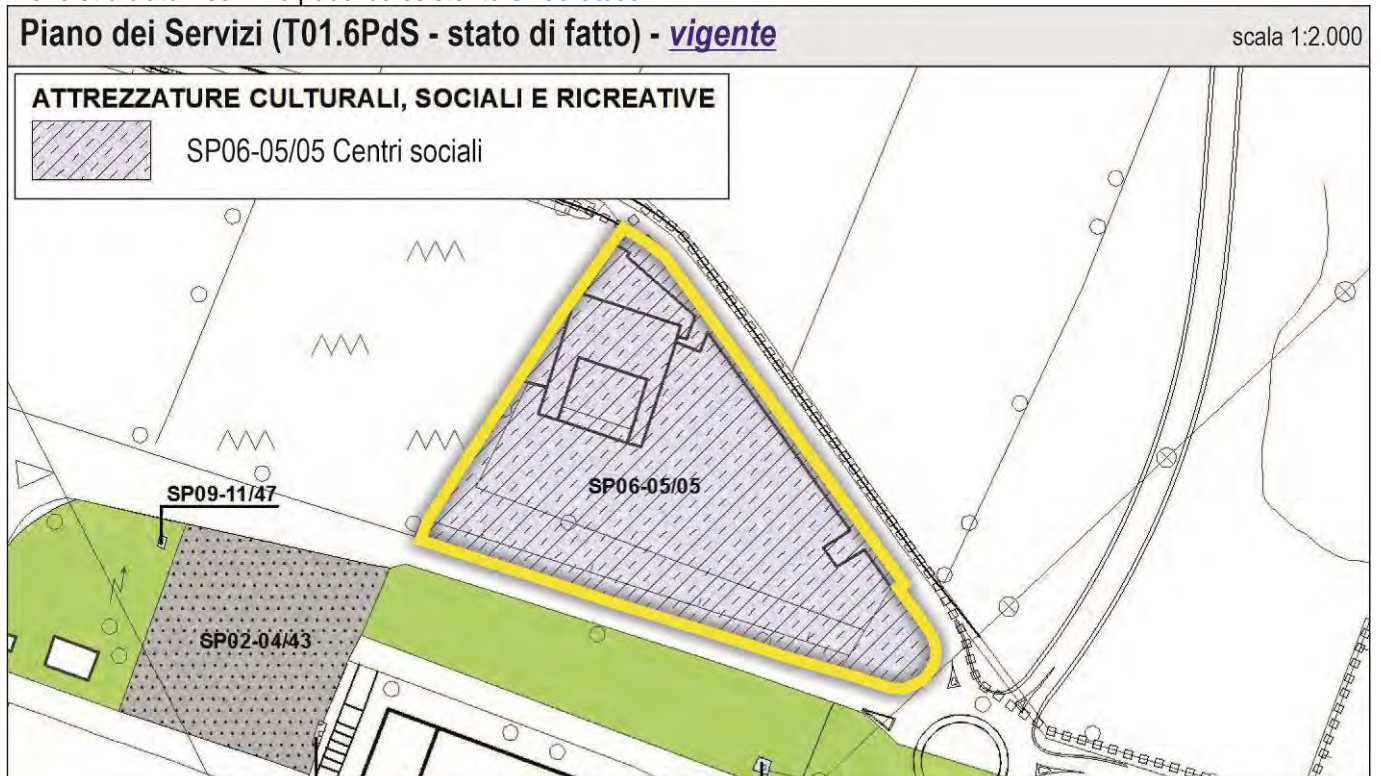 Piano dei Servizi (T01.6PdS - stato di fatto) - vigente
scala 1:2.000
ATTREZZATURE CULTURALI, SOCIALI E RICREATIVE
SP06-05/05 Centri sociali
SP06-05/05
SP09-11/47
SP02-04/43